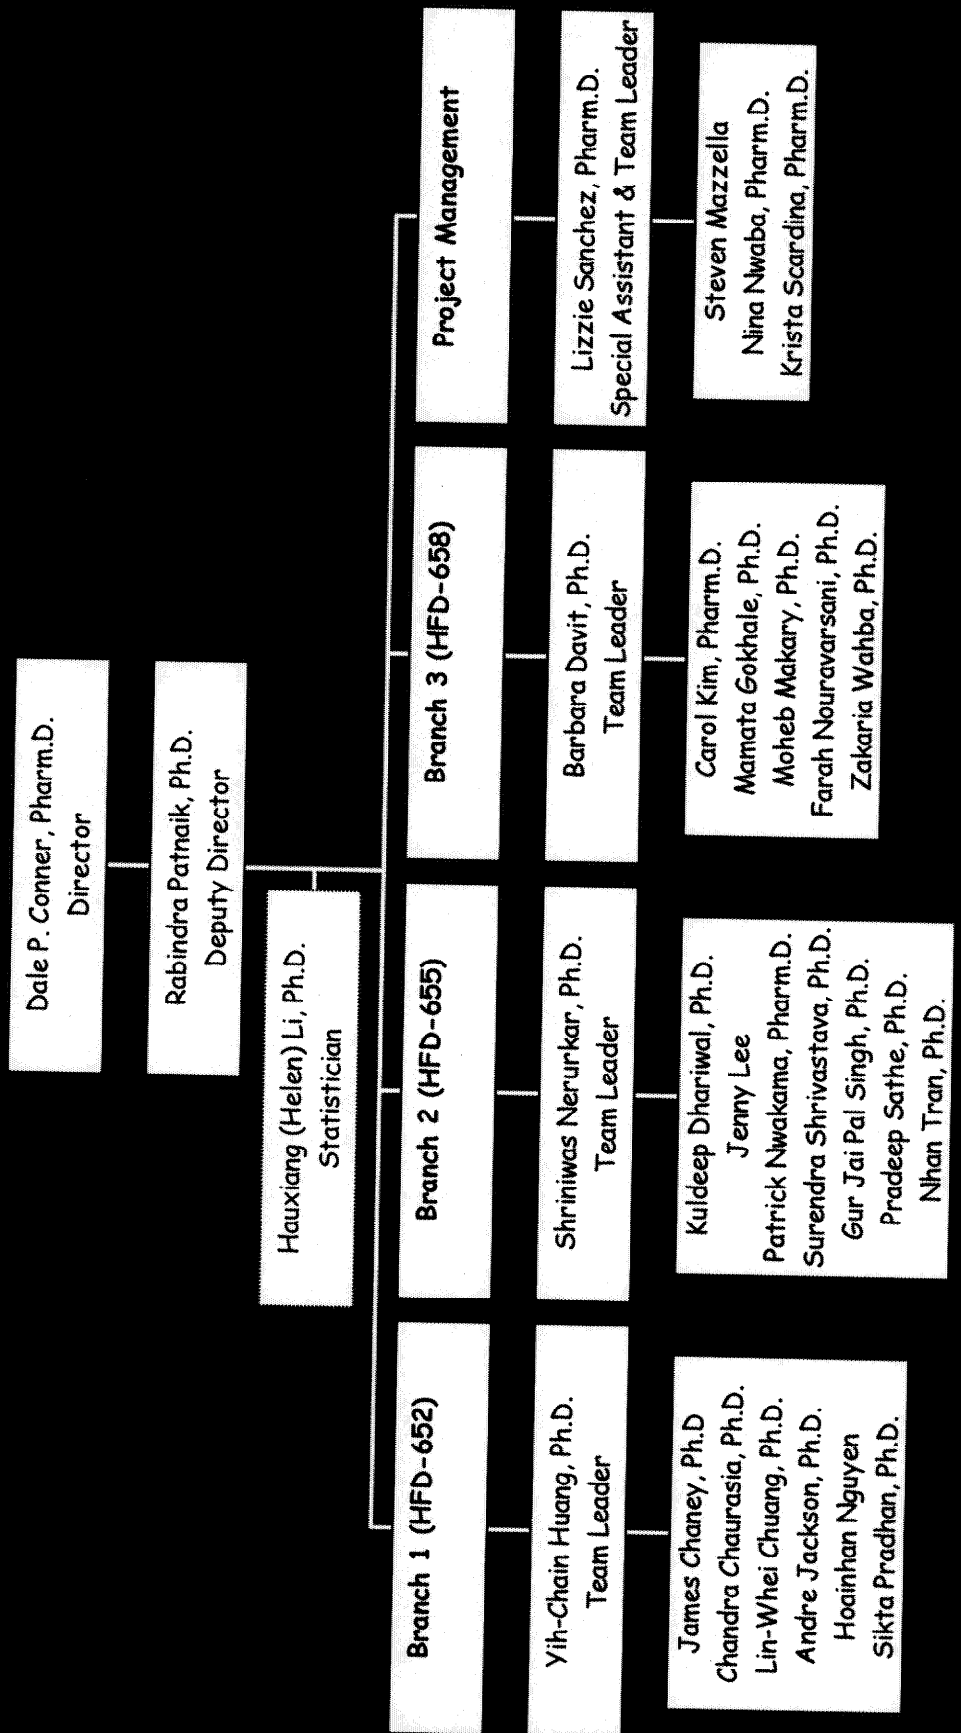 Dale P. Conner, Pharm.D.
Director
Rabindra Patnaik, Ph.D.
Deputy Director
Hauxiang (Helen) Li, Ph.D.
Statistician
Branch 1 (HFD-652)
Yih-Chain Huang, Ph.D.
Team Leader
James Chaney, Ph.D
Chandra Chaurasia, Ph.D.
Lin-Whei Chuang, Ph.D.
Andre Jackson, Ph.D.
Hoainhan Nguyen
Sikta Pradhan, Ph.D.
Branch 2 (HFD-655)
Shriniwas Nerurkar, Ph.D.
Team Leader
Kuldeep Dhariwal, Ph.D.
Jenny Lee
Patrick Nwakama, Pharm.D.
Surendra Shrivastava, Ph.D.
Gur Jai Pal Singh, Ph.D.
Pradeep Sathe, Ph.D.
Nhan Tran, Ph.D.
Branch 3 (HFD-658)
Barbara Davit, Ph.D.
Team Leader
Carol Kim, Pharm.D.
Mamata Gokhale, Ph.D.
Moheb Makary, Ph.D.
Farah Nouravarsani, Ph.D.
Zakaria Wahba, Ph.D.
Project Management
Lizzie Sanchez, Pharm.D.
Special Assistant & Team Leader
Steven Mazzella
Nina Nwaba, Pharm.D.
Krista Scardina, Pharm.D.